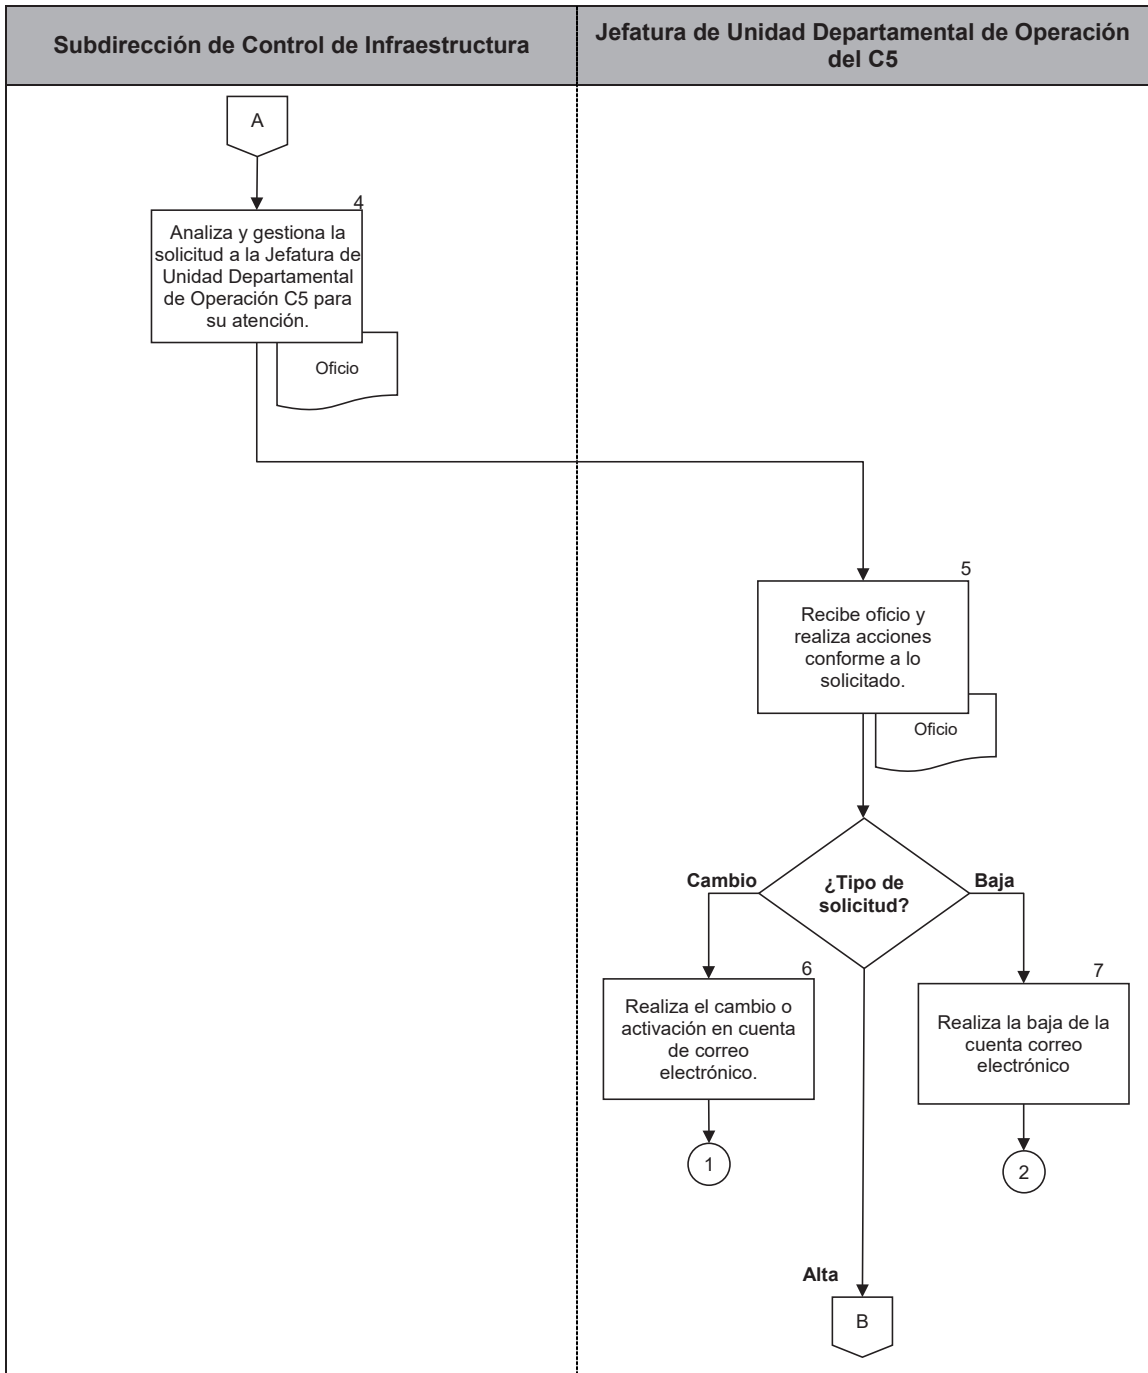 Subdirección de Control de Infraestructura
Jefatura de Unidad Departamental de Operación
del C5
A
4
Analiza y gestiona la
solicitud a la Jefatura de
Unidad Departamental
de Operación C5 para
su atención.
Oficio
5
Recibe oficio y
realiza acciones
conforme a lo
solicitado.
Oficio
Cambio
¿Tipo de
solicitud?
Baja
6
Realiza el cambio o
activación en cuenta
de correo
electrónico.
7
Realiza la baja de la
cuenta correo
electrónico
1
2
Alta
B